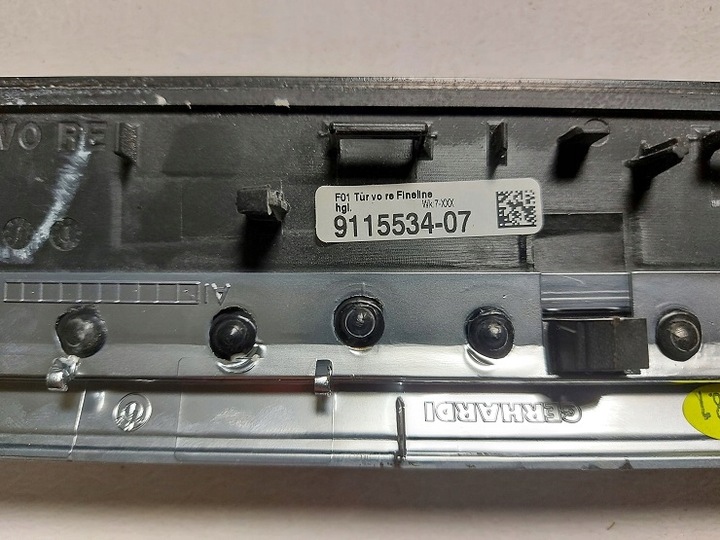 VO RE
F01 Tür vo re Fineline
hgl. Wk 7-XXX
9115534-07
GERHARDI